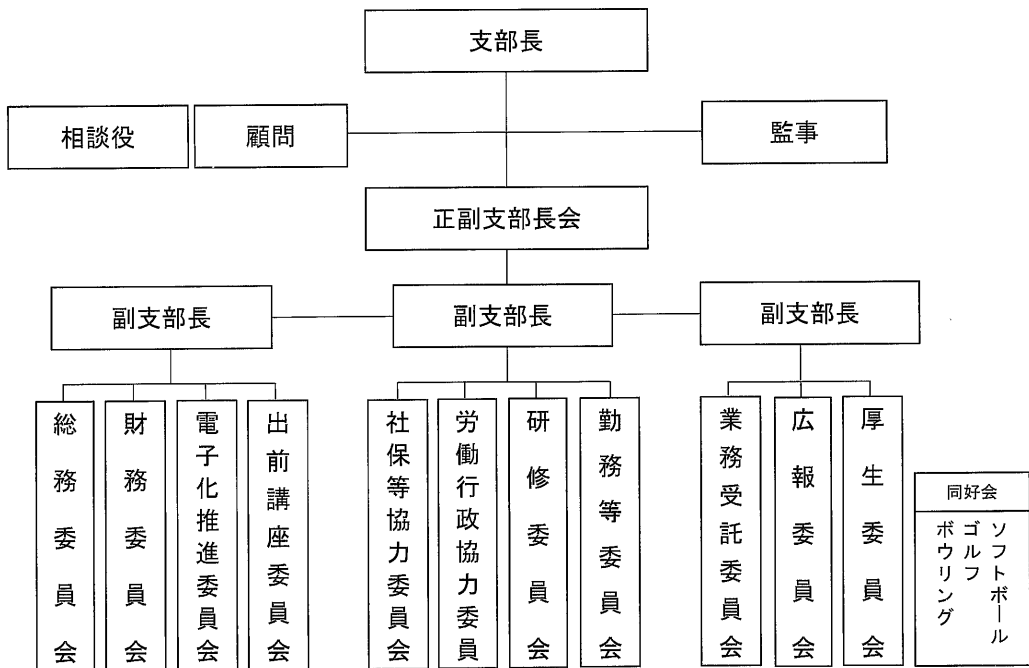 支部長
相談役
顧問
監事
正副支部長会
副支部長
副支部長
副支部長
総務委員会
財務委員会
電子化推進委員会
出前講座委員会
社保等協力委員会
労働行政協力委員
研修委員会
勤務等委員会
業務受託委員会
広報委員会
厚生委員会
同好会
ソフトボール
ゴルフ
ボウリング